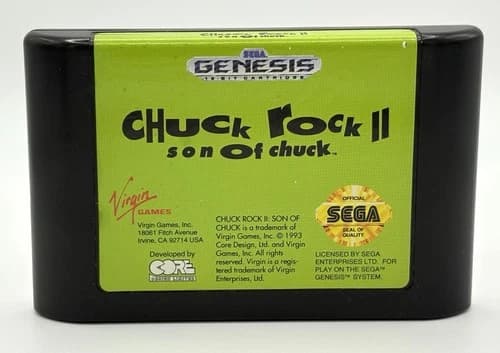 SEGA
GENESIS
16-BIT CARTRIDGE
CHUCK ROCK II
son of chuck™
Virgin
GAMES
Virgin Games, Inc.
18061 Fitch Avenue
Irvine, CA 92714 USA
Developed by
CORE
DESIGN LIMITED
CHUCK ROCK II: SON OF
CHUCK is a trademark of
Virgin Games, Inc. © 1993
Core Design, Ltd. and Virgin
Games, Inc. All rights
reserved. Virgin is a regis-
tered trademark of Virgin
Enterprises, Ltd.
OFFICIAL
SEGA
SEAL OF
QUALITY
LICENSED BY SEGA
ENTERPRISES LTD. FOR
PLAY ON THE SEGA™
GENESIS™ SYSTEM.